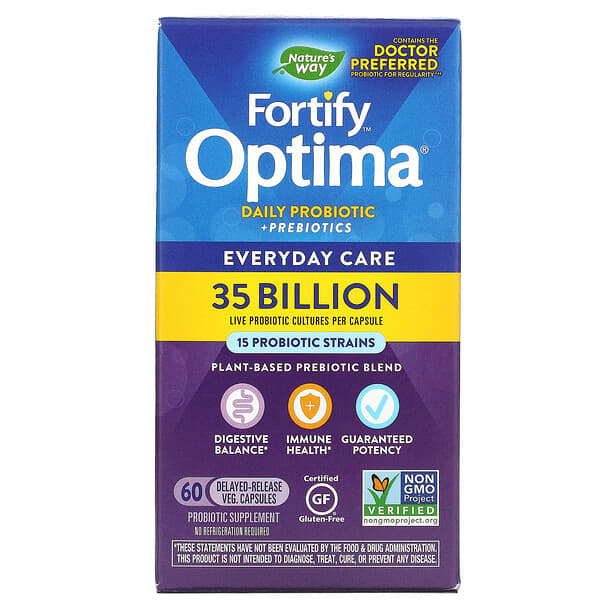 Nature's
Way
CONTAINS THE
DOCTOR
PREFERRED
PROBIOTIC FOR REGULARITY.**
Fortify™
Optima®
DAILY PROBIOTIC
+PREBIOTICS
EVERYDAY CARE
35 BILLION
LIVE PROBIOTIC CULTURES PER CAPSULE
15 PROBIOTIC STRAINS
PLANT-BASED PREBIOTIC BLEND
DIGESTIVE
BALANCE*
IMMUNE
HEALTH*
GUARANTEED
POTENCY
60 DELAYED-RELEASE
VEG. CAPSULES
PROBIOTIC SUPPLEMENT
NO REFRIGERATION REQUIRED
Certified
GF
Gluten-Free
NON
GMO
Project
VERIFIED
nongmoproject.org
*THESE STATEMENTS HAVE NOT BEEN EVALUATED BY THE FOOD & DRUG ADMINISTRATION.
THIS PRODUCT IS NOT INTENDED TO DIAGNOSE, TREAT, CURE, OR PREVENT ANY DISEASE.